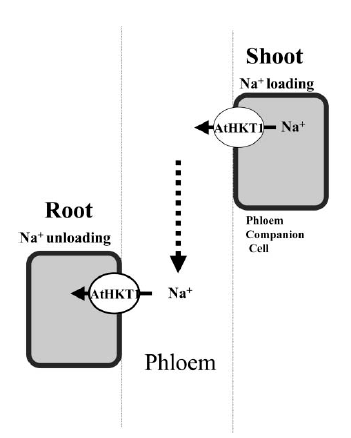 Shoot
Na⁺ loading
AtHKT1 Na⁺
Phloem
Companion
Cell
Root
Na⁺ unloading
AtHKT1 Na⁺
Phloem